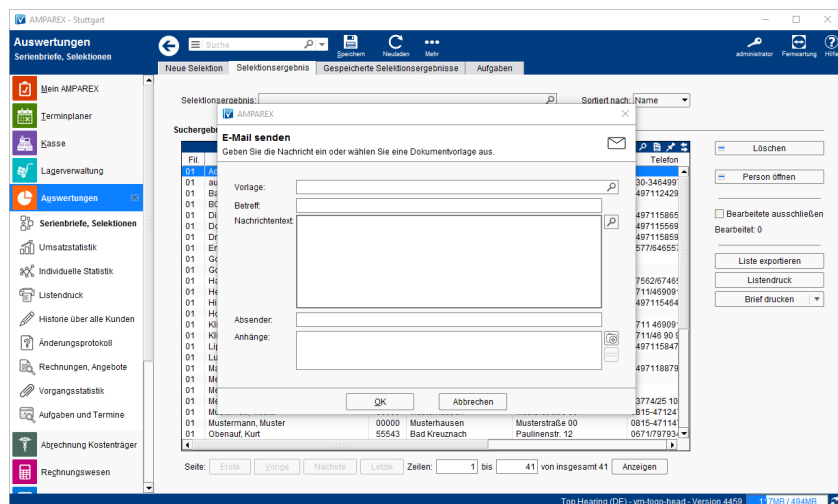 AMPAREX - Stuttgart
Auswertungen
Serienbriefe, Selektionen
Suche
Speichern
Neuladen
Mehr
administrator
Fernwartung
Hilfe
Neue Selektion
Selektionsergebnis
Gespeicherte Selektionsergebnisse
Aufgaben
Mein AMPAREX
Terminplaner
Kasse
Lagerverwaltung
Auswertungen
Serienbriefe, Selektionen
Umsatzstatistik
Individuelle Statistik
Listendruck
Historie über alle Kunden
Änderungsprotokoll
Rechnungen, Angebote
Vorgangsstatistik
Aufgaben und Termine
Abrechnung Kostenträger
Rechnungswesen
Selektionsergebnis:
Sortiert nach:
Name
AMPAREX
E-Mail senden
Geben Sie die Nachricht ein oder wählen Sie eine Dokumentvorlage aus.
Vorlage:
Betreff:
Nachrichtentext:
Absender:
Anhänge:
OK
Abbrechen
Fil.
Telefon
01 Mustermann, Muster 00000 Musterhausen Musterstraße 00 0815-47114
01 Obenauf, Kurt 55543 Bad Kreuznach Paulinenstr. 12 0671/79793
Seite:
Erste
Vorige
Nächste
Letzte
Zeilen:
1 bis 41 von insgesamt 41
Anzeigen
Löschen
Person öffnen
Bearbeitete ausschließen
Bearbeitet: 0
Liste exportieren
Listendruck
Brief drucken
Top Hearing (DE) - vm-togo-head - Version 4459